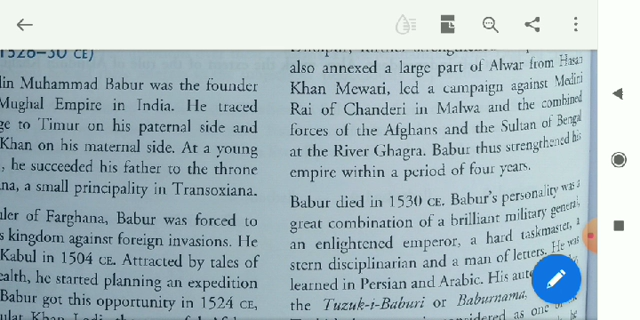 1526–30 CE)
din Muhammad Babur was the founder
Mughal Empire in India. He traced
ge to Timur on his paternal side and
Khan on his maternal side. At a young
, he succeeded his father to the throne
na, a small principality in Transoxiana.
uler of Farghana, Babur was forced to
s kingdom against foreign invasions. He
Kabul in 1504 CE. Attracted by tales of
ealth, he started planning an expedition
Babur got this opportunity in 1524 CE,
Khan Lodi
also annexed a large part of Alwar from Hasan
Khan Mewati, led a campaign against Medini
Rai of Chanderi in Malwa and the combined
forces of the Afghans and the Sultan of Bengal
at the River Ghagra. Babur thus strengthened his
empire within a period of four years.
Babur died in 1530 CE. Babur's personality was a
great combination of a brilliant military general,
an enlightened emperor, a hard taskmaster, a
stern disciplinarian and a man of letters. He was
learned in Persian and Arabic. His
the Tuzuk-i-Baburi or Baburnama,
considered as one